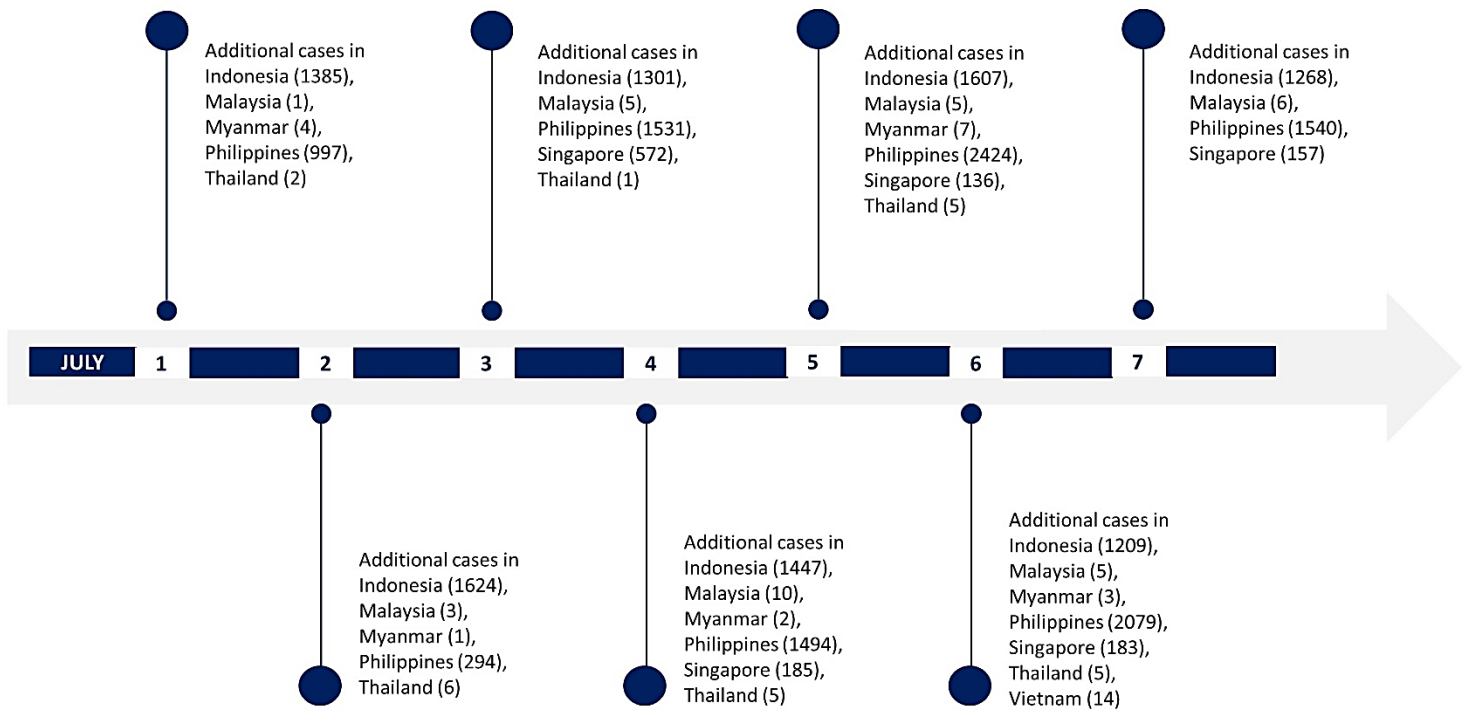 Additional cases in
Indonesia (1385),
Malaysia (1),
Myanmar (4),
Philippines (997),
Thailand (2)
Additional cases in
Indonesia (1301),
Malaysia (5),
Philippines (1531),
Singapore (572),
Thailand (1)
Additional cases in
Indonesia (1607),
Malaysia (5),
Myanmar (7),
Philippines (2424),
Singapore (136),
Thailand (5)
Additional cases in
Indonesia (1268),
Malaysia (6),
Philippines (1540),
Singapore (157)
JULY 1 2 3 4 5 6 7
Additional cases in
Indonesia (1624),
Malaysia (3),
Myanmar (1),
Philippines (294),
Thailand (6)
Additional cases in
Indonesia (1447),
Malaysia (10),
Myanmar (2),
Philippines (1494),
Singapore (185),
Thailand (5)
Additional cases in
Indonesia (1209),
Malaysia (5),
Myanmar (3),
Philippines (2079),
Singapore (183),
Thailand (5),
Vietnam (14)